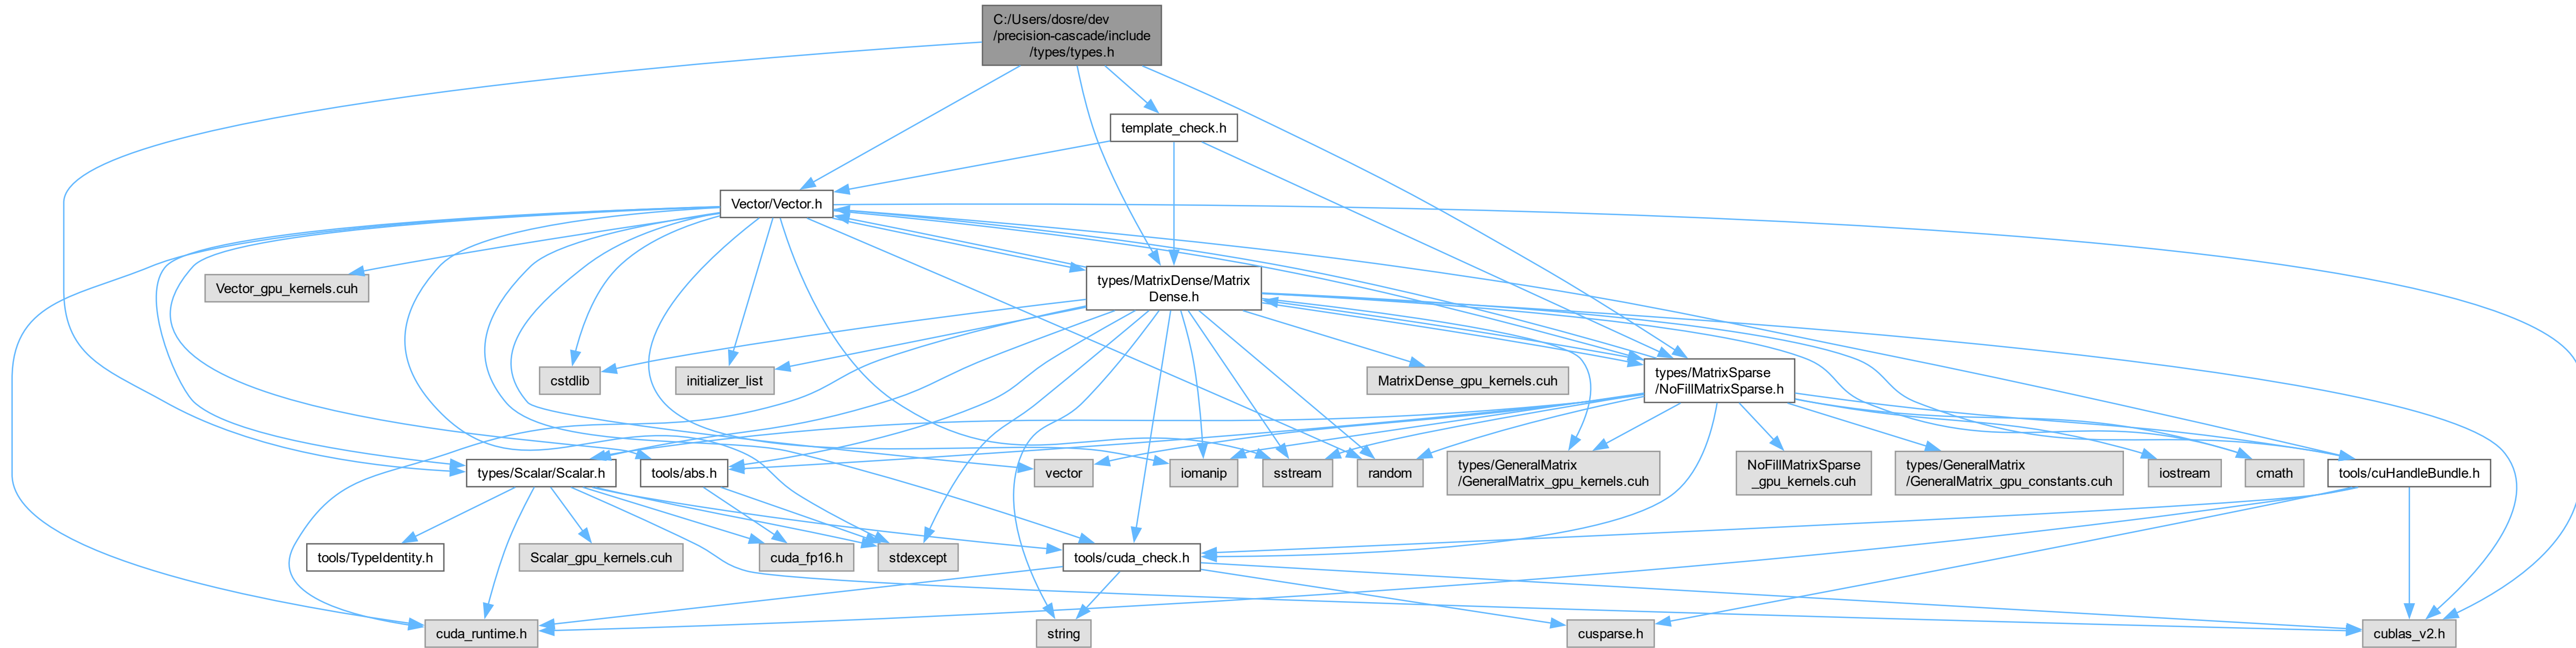 C:/Users/dosre/dev
/precision-cascade/include
/types/types.h
template_check.h
Vector/Vector.h
Vector_gpu_kernels.cuh
types/MatrixDense/Matrix
Dense.h
cstdlib
initializer_list
MatrixDense_gpu_kernels.cuh
types/MatrixSparse
/NoFillMatrixSparse.h
types/Scalar/Scalar.h
tools/abs.h
vector
iomanip
sstream
random
types/GeneralMatrix
/GeneralMatrix_gpu_kernels.cuh
NoFillMatrixSparse
_gpu_kernels.cuh
types/GeneralMatrix
/GeneralMatrix_gpu_constants.cuh
iostream
cmath
tools/cuHandleBundle.h
tools/TypeIdentity.h
Scalar_gpu_kernels.cuh
cuda_fp16.h
stdexcept
tools/cuda_check.h
cuda_runtime.h
string
cusparse.h
cublas_v2.h